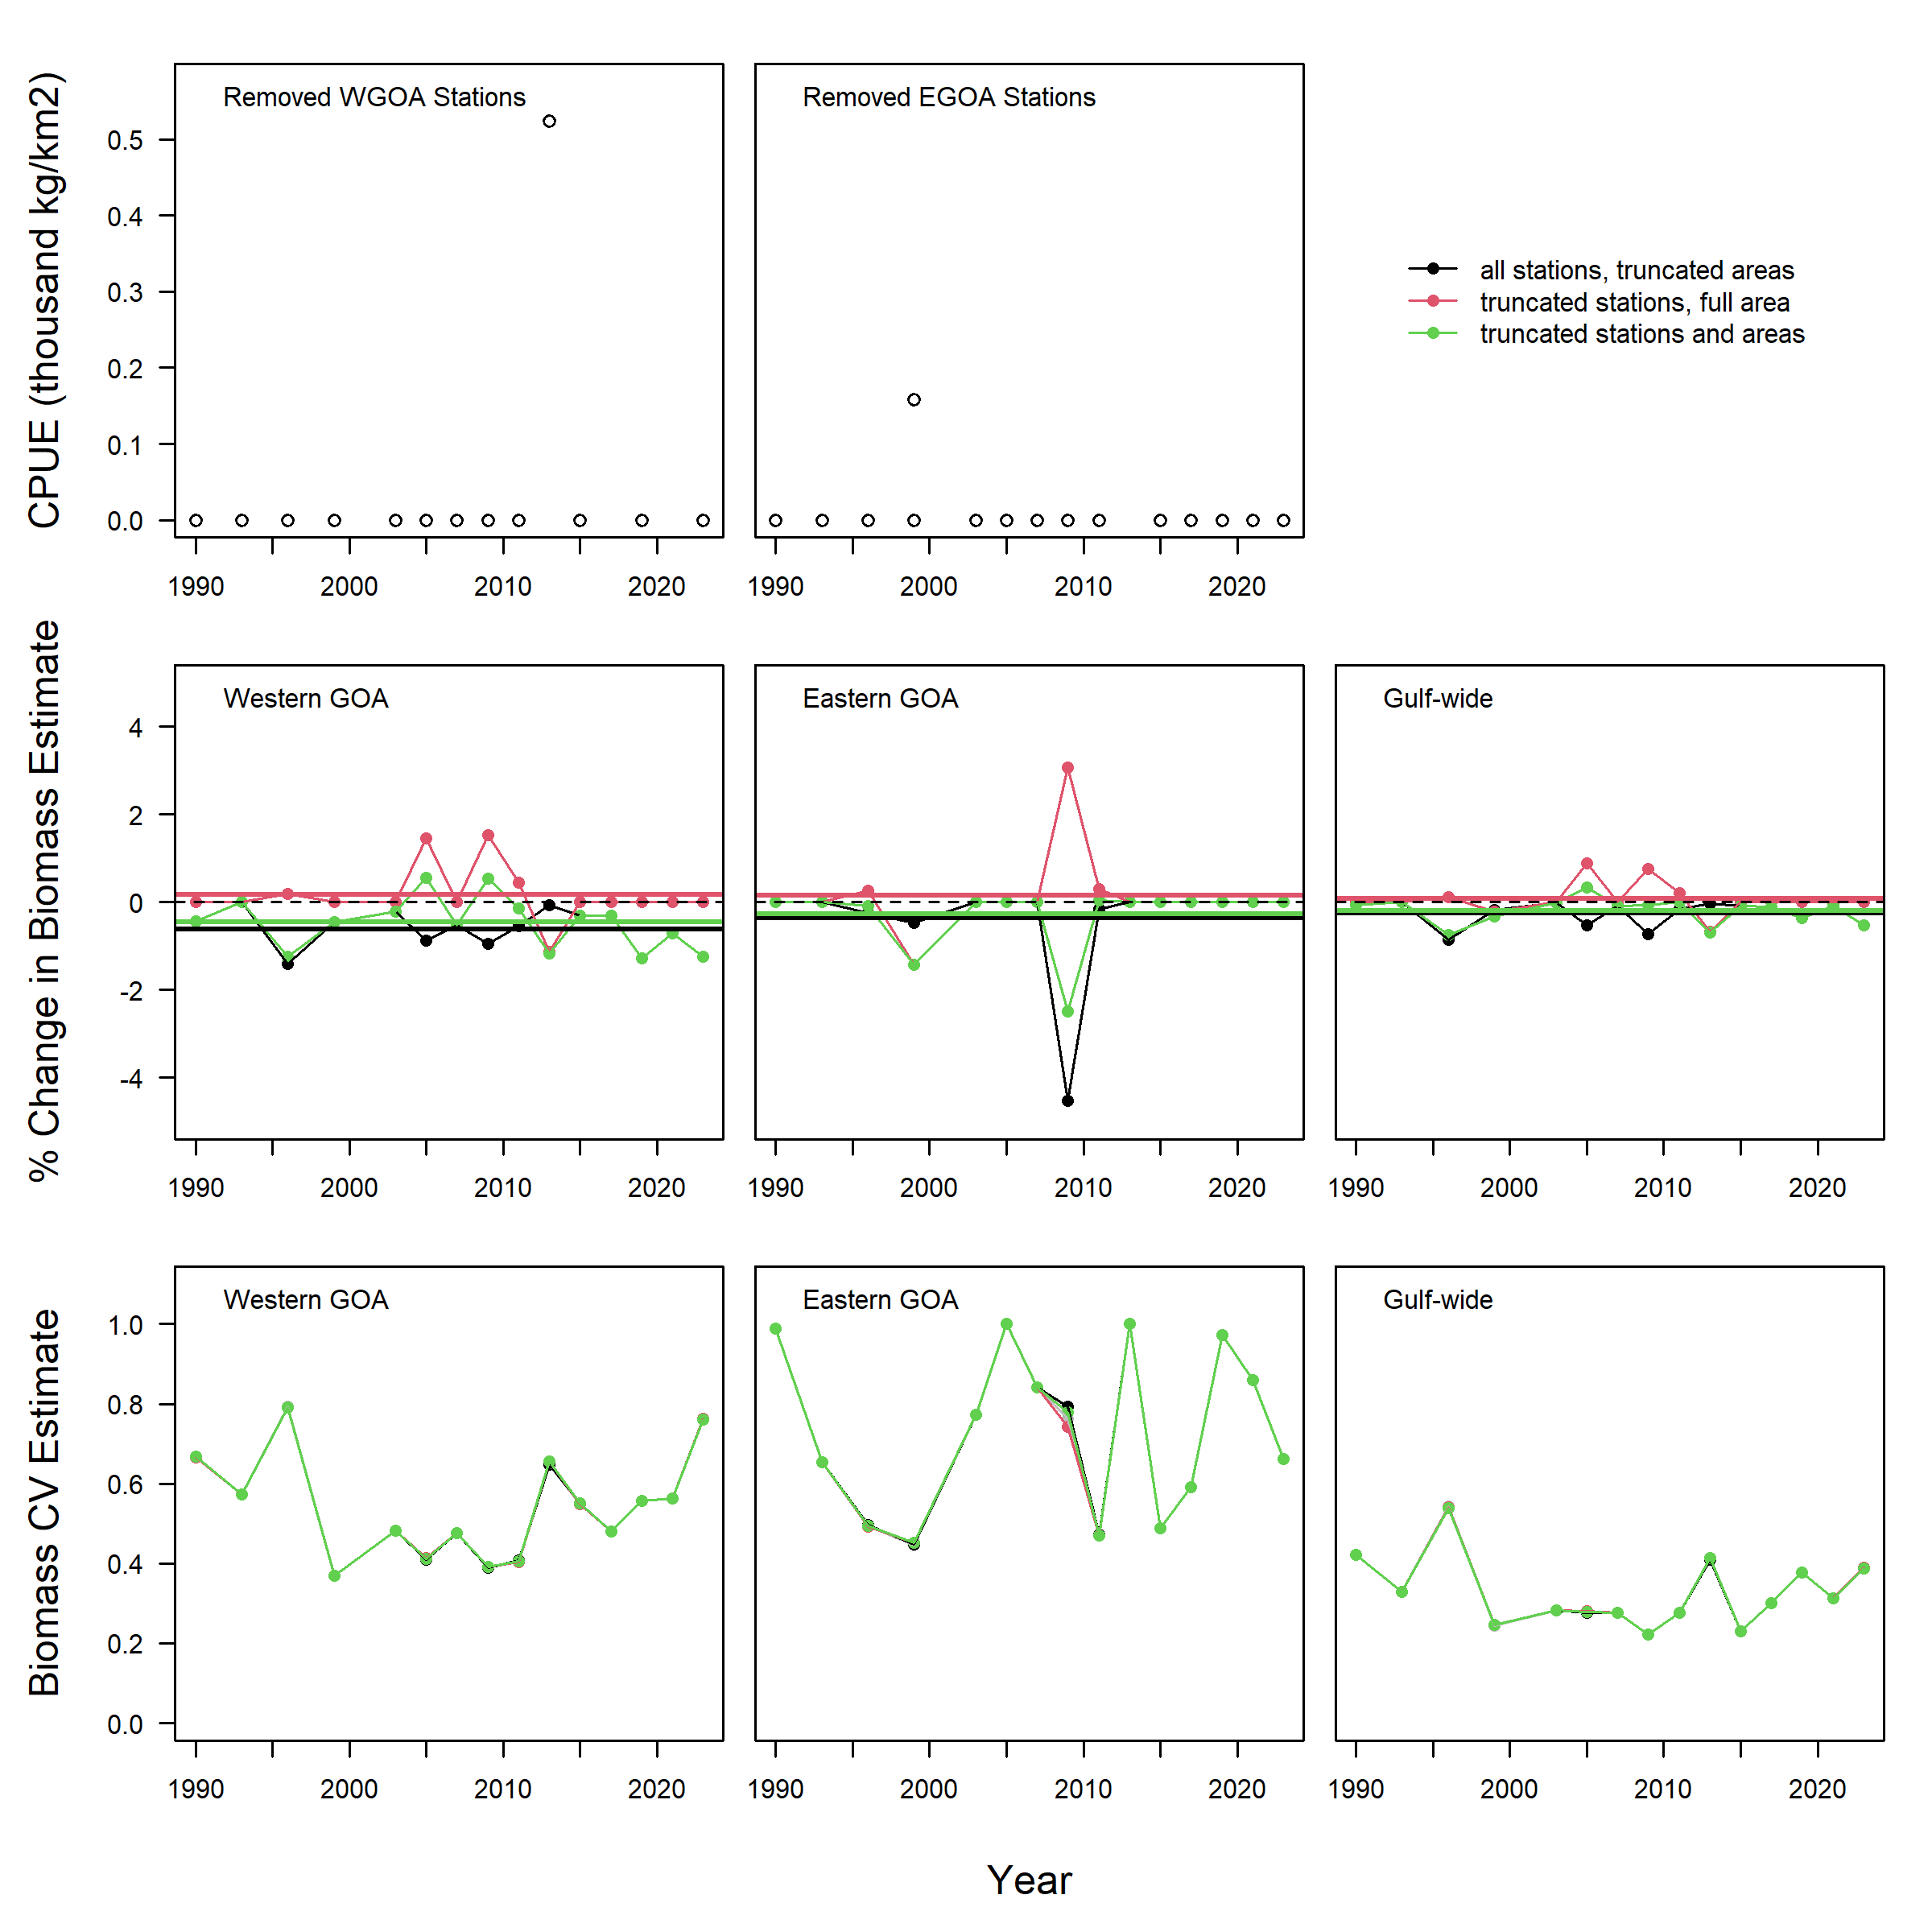 CPUE (thousand kg/km2)
Removed WGOA Stations
0.5
0.4
0.3
0.2
0.1
0.0
1990 2000 2010 2020
Removed EGOA Stations
1990 2000 2010 2020
all stations, truncated areas
truncated stations, full area
truncated stations and areas
% Change in Biomass Estimate
Western GOA
4
2
0
-2
-4
1990 2000 2010 2020
Eastern GOA
1990 2000 2010 2020
Gulf-wide
1990 2000 2010 2020
Biomass CV Estimate
Western GOA
1.0
0.8
0.6
0.4
0.2
0.0
1990 2000 2010 2020
Eastern GOA
1990 2000 2010 2020
Gulf-wide
1990 2000 2010 2020
Year